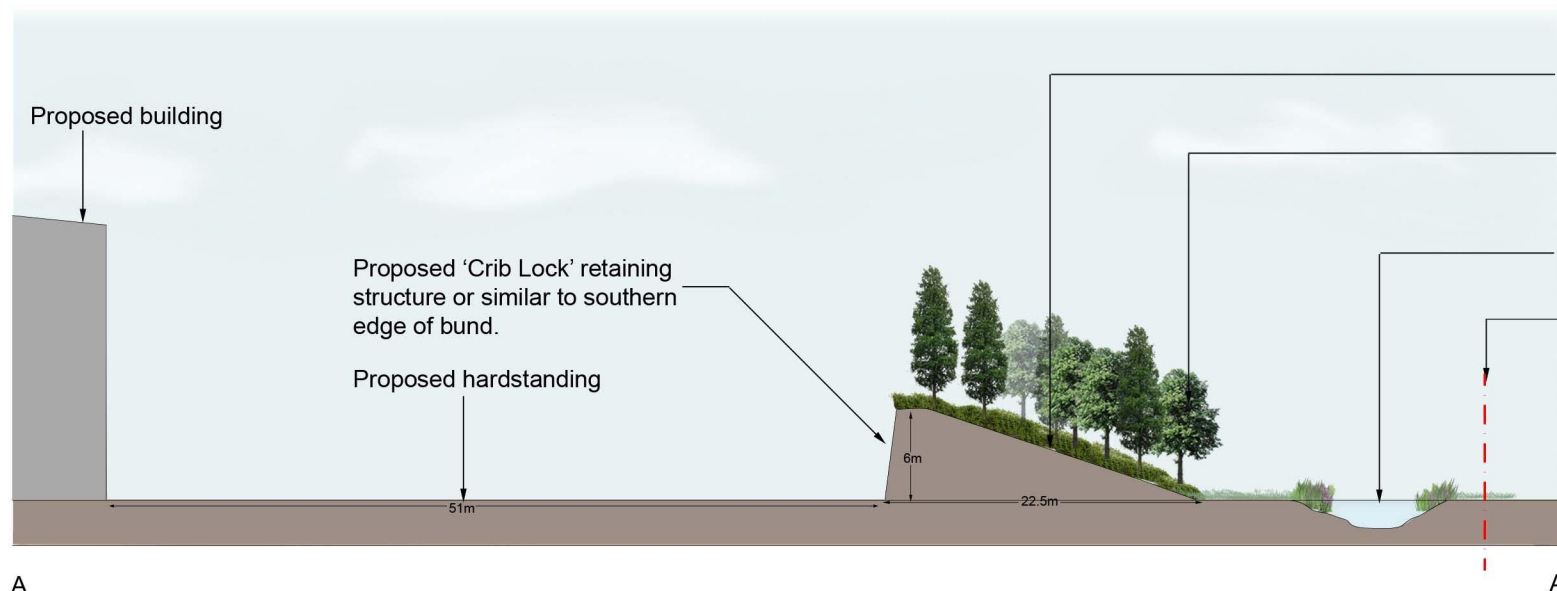 Proposed building
Proposed ‘Crib Lock’ retaining
structure or similar to southern
edge of bund.
Proposed hardstanding
6m
51m
22.5m
A
A